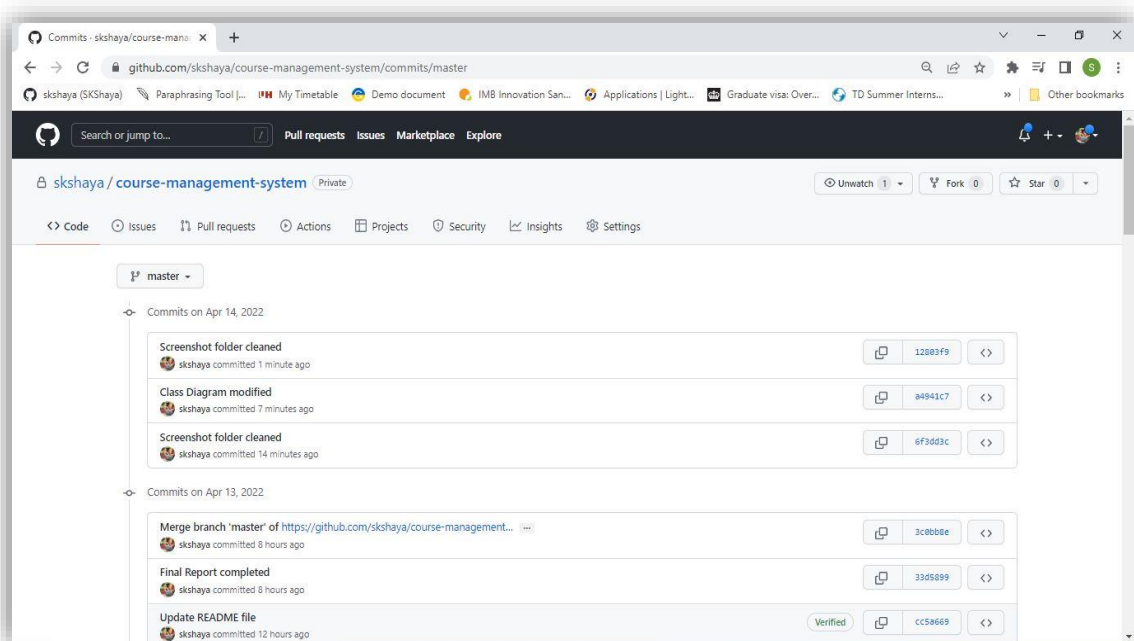 Commits · skshaya/course-mana
github.com/skshaya/course-management-system/commits/master
skshaya (SKShaya) Paraphrasing Tool |... My Timetable Demo document IMB Innovation San... Applications | Light... Graduate visa: Over... TD Summer Interns... » Other bookmarks
Search or jump to... / Pull requests Issues Marketplace Explore
skshaya / course-management-system Private Unwatch 1 Fork 0 Star 0
<> Code Issues Pull requests Actions Projects Security Insights Settings
master
Commits on Apr 14, 2022
Screenshot folder cleaned
skshaya committed 1 minute ago 12803f9 <>
Class Diagram modified
skshaya committed 7 minutes ago a4941c7 <>
Screenshot folder cleaned
skshaya committed 14 minutes ago 6f3dd3c <>
Commits on Apr 13, 2022
Merge branch 'master' of https://github.com/skshaya/course-management... ...
skshaya committed 8 hours ago 3c0bb8e <>
Final Report completed
skshaya committed 8 hours ago 33d5899 <>
Update README file
skshaya committed 12 hours ago Verified cc5a669 <>